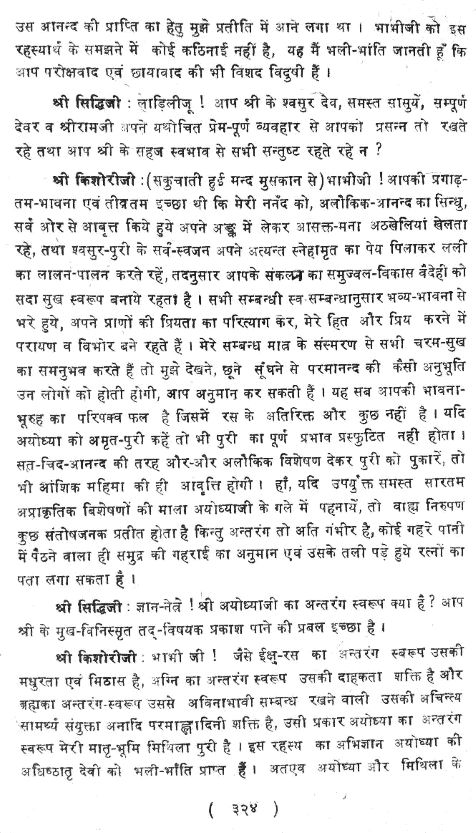 उस आनन्द की प्राप्ति का हेतु मुझे प्रतीति में आने लगा था । भाभीजी को इस
रहस्यार्थ के समझने में कोई कठिनाई नहीं है, यह मैं भली-भांति जानती हूँ कि
आप परोक्षवाद एवं छायावाद की भी विशद विदुषी हैं ।
श्री सिद्धिजी : लाड़िलीजू ! आप श्री के श्वसुर देव, समस्त सासुयें, सम्पूर्ण
देवर व श्रीरामजी अपने यथोचित प्रेम-पूर्ण व्यवहार से आपको प्रसन्न तो रखते
रहे तथा आप श्री के सहज स्वभाव से सभी सन्तुष्ट रहते रहे न ?
श्री किशोरीजी : (सकुचाती हुई मन्द मुसकान से) भाभीजी ! आपकी प्रगाढ़-
तम-भावना एवं तीव्रतम इच्छा थी कि मेरी ननँद को, अलौकिक-आनन्द का सिन्धु,
सर्व ओर से आवृत्त किये हुये अपने अङ्क में लेकर आसक्त-मना अठखेलियां खेलता
रहे, तथा श्वसुर-पुरी के सर्व-स्वजन अपने अत्यन्त स्नेहामृत का पेय पिलाकर लली
का लालन-पालन करते रहें, तदनुसार आपके संकल्प का समुज्वल-विकास वैदेही को
सदा सुख स्वरूप बनाये रहता है । सभी सम्बन्धी स्व सम्बन्धानुसार भव्य-भावना से
भरे हुये, अपने प्राणों की प्रियता का परित्याग कर, मेरे हित और प्रिय करने में
परायण व विभोर बने रहते हैं । मेरे सम्बन्ध मात्र के संस्मरण से सभी चरम-सुख
का समनुभव करते हैं तो मुझे देखने, छूने सूंघने से परमानन्द की कैसी अनुभूति
उन लोगों को होती होगी, आप अनुमान कर सकती हैं । यह सब आपकी भावना-
भूरुह का परिपक्व फल है जिसमें रस के अतिरिक्त और कुछ नहीं है । यदि
अयोध्या को अमृत-पुरी कहें तो भी पुरी का पूर्ण प्रभाव प्रस्फुटित नहीं होता ।
सत-चिद-आनन्द की तरह और-और अलौकिक विशेषण देकर पुरी को पुकारें, तो
भी आंशिक महिमा की ही आवृत्ति होगी । हां, यदि उपर्युक्त समस्त सारतम
अप्राकृतिक बिशेषणों की माला अयोध्याजी के गले में पहनायें, तो वाह्य निरुपण
कुछ संतोषजनक प्रतीत होता है किन्तु अन्तरंग तो अति गंभीर है, कोई गहरे पानी
में पैंठने वाला ही समुद्र की गहराई का अनुमान एवं उसके तली पड़े हुये रत्नों का
पता लगा सकता है ।
श्री सिद्धिजी : ज्ञान-नेत्रे ! श्री अयोध्याजी का अन्तरंग स्वरूप क्या है ? आप
श्री के मुख-विनिस्मृत तद्-विषयक प्रकाश पाने की प्रबल इच्छा है ।
श्री किशोरीजी : भाभी जी ! जैसे ईक्षु-रस का अन्तरंग स्वरूप उसकी
मधुरता एवं मिठास है, अग्नि का अन्तरंग स्वरूप उसकी दाहकता शक्ति है और
ब्रह्मका अन्तरंग-स्वरूप उससे अविनाभावी सम्बन्ध रखने वाली उसकी अचिन्त्य
सामर्थ्य संयुक्ता अनादि परमाह्लादिनी शक्ति है, उसी प्रकार अयोध्या का अन्तरंग
स्वरूप मेरी मातृ-भूमि मिथिला पुरी है । इस रहस्य का अभिज्ञान अयोध्या की
अधिष्ठातृ देवी को भली-भाँति प्राप्त हैं । अतएव अयोध्या और मिथिला के
( ३२४ )